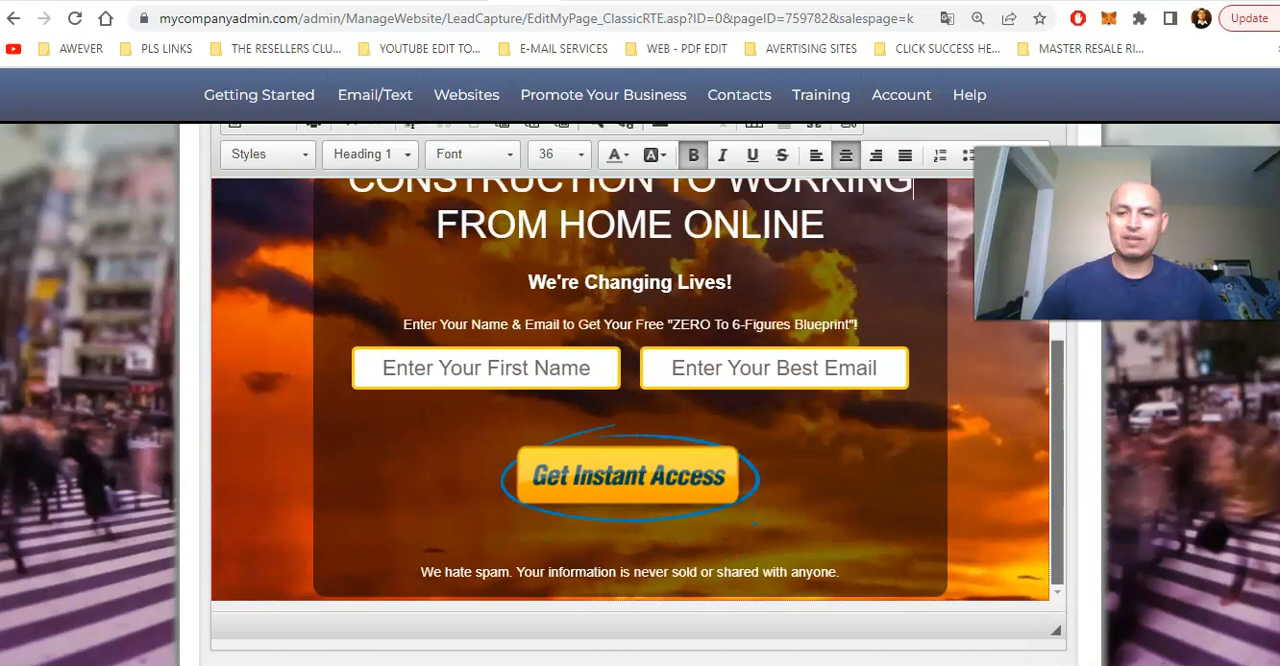 mycompanyadmin.com/admin/ManageWebsite/LeadCapture/EditMyPage_ClassicRTE.asp?ID=0&pageID=759782&salespage=k
Update
AWEVER
PLS LINKS
THE RESELLERS CLU...
YOUTUBE EDIT TO...
E-MAIL SERVICES
WEB - PDF EDIT
AVERTISING SITES
CLICK SUCCESS HE...
MASTER RESALE RI...
Getting Started Email/Text Websites Promote Your Business Contacts Training Account Help
Styles Heading 1 Font 36 A A B I U S
CONSTRUCTION TO WORKING
FROM HOME ONLINE
We're Changing Lives!
Enter Your Name & Email to Get Your Free "ZERO To 6-Figures Blueprint"!
Enter Your First Name Enter Your Best Email
Get Instant Access
We hate spam. Your information is never sold or shared with anyone.